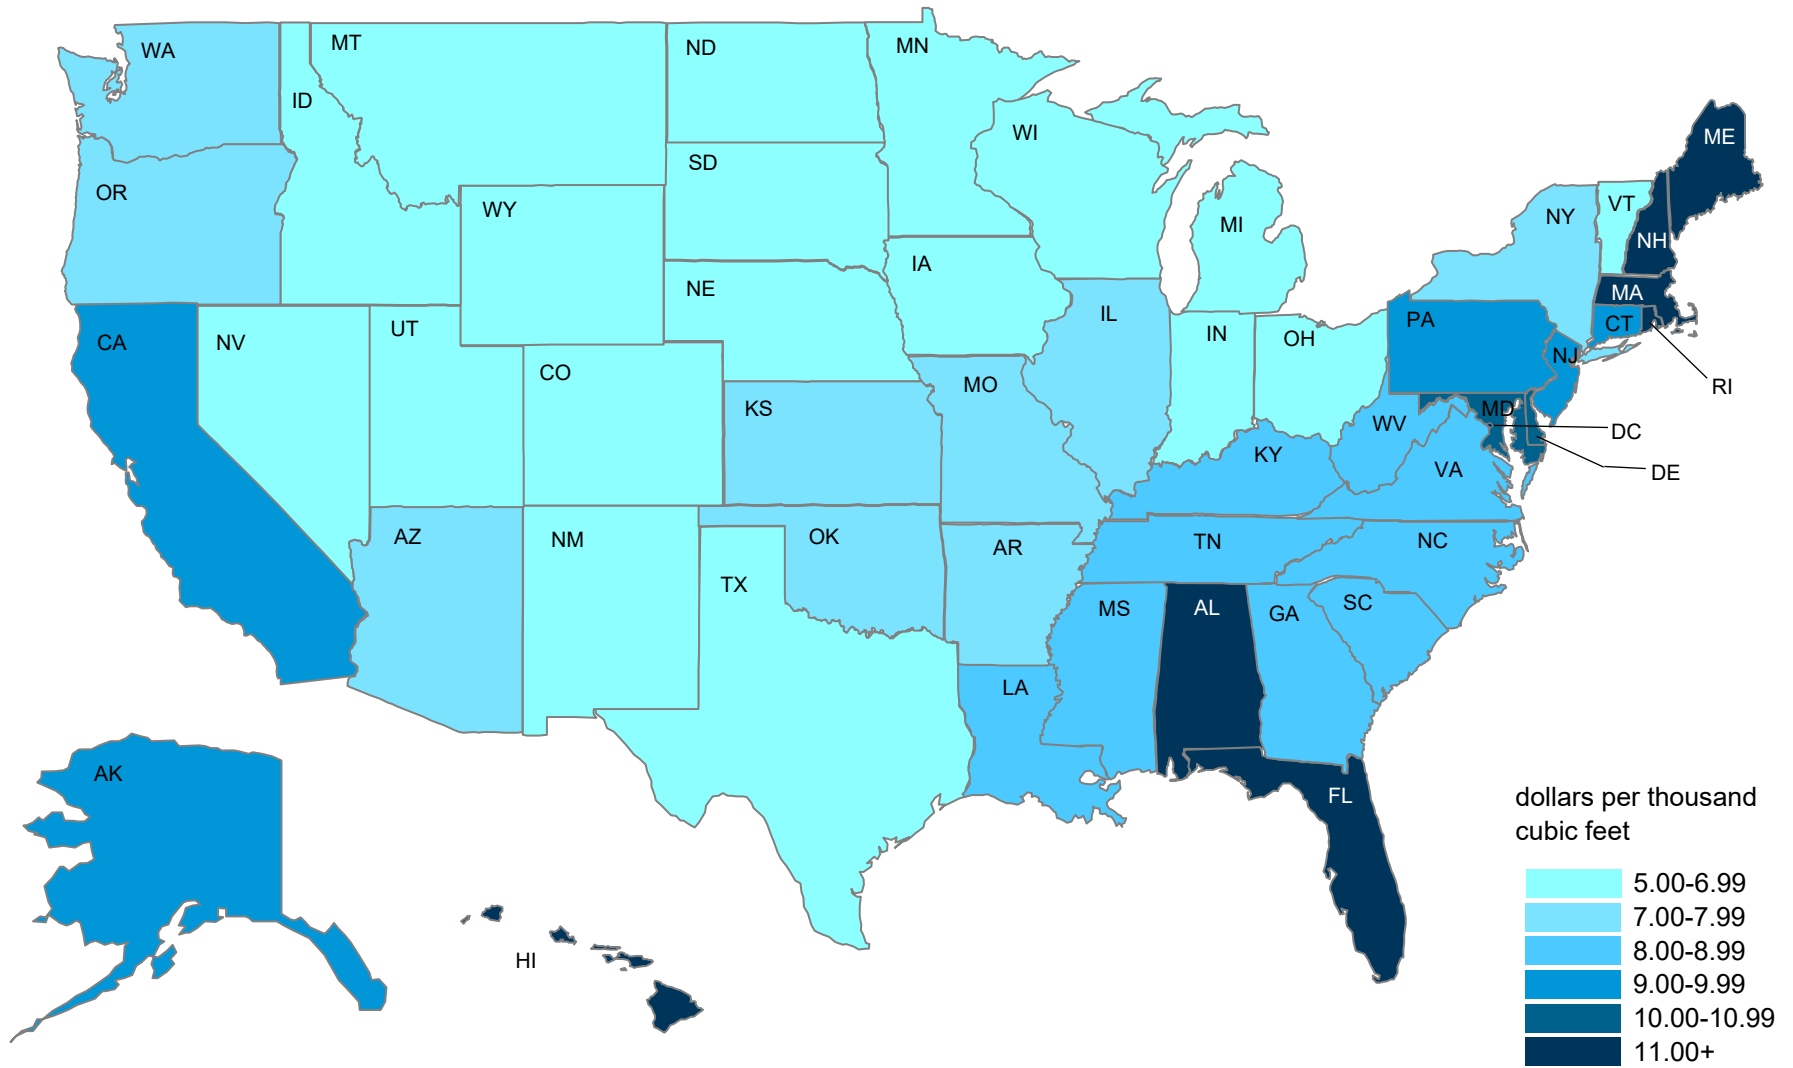 WA
MT
ND
MN
ID
WI
ME
SD
OR
WY
VT
NY
MI
NH
IA
NE
MA
IL
PA
CT
UT
IN
OH
CA
NV
NJ
CO
MO
RI
KS
MD
WV
DC
KY
VA
DE
AZ
NM
OK
AR
TN
NC
TX
MS
AL
GA
SC
LA
AK
FL
HI
dollars per thousand
cubic feet
5.00-6.99
7.00-7.99
8.00-8.99
9.00-9.99
10.00-10.99
11.00+